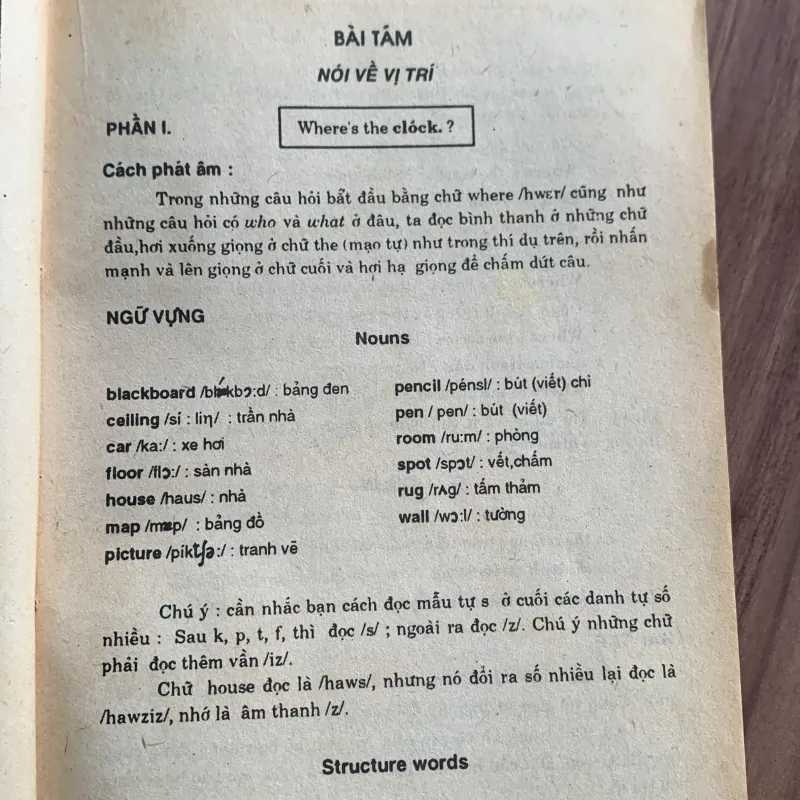 BÀI TÁM
NÓI VỀ VỊ TRÍ
PHẦN I.
Where's the clóck. ?
Cách phát âm :
Trong những câu hỏi bắt đầu bằng chữ where /hwɛr/ cũng như
những câu hỏi có who và what ở đâu, ta đọc bình thanh ở những chữ
đầu,hơi xuống giọng ở chữ the (mạo tự) như trong thí dụ trên, rồi nhấn
mạnh và lên giọng ở chữ cuối và hơi hạ giọng để chấm dứt câu.
NGỮ VỰNG
Nouns
blackboard /blǽkbɔ:d/ : bảng đen
ceiling /sí : liŋ/ : trần nhà
car /ka:/ : xe hơi
floor /flɔ:/ : sàn nhà
house /haus/ : nhà
map /mæp/ : bảng đồ
picture /píktʃə:/ : tranh vẽ
pencil /pénsl/ : bút (viết) chì
pen / pen/ : bút (viết)
room /ru:m/ : phòng
spot /spɔt/ : vết,chấm
rug /rʌg/ : tấm thảm
wall /wɔ:l/ : tường
Chú ý : cần nhắc bạn cách đọc mẫu tự s ở cuối các danh tự số
nhiều : Sau k, p, t, f, thì đọc /s/ ; ngoài ra đọc /z/. Chú ý những chữ
phải đọc thêm vần /iz/.
Chữ house đọc là /haws/, nhưng nó đổi ra số nhiều lại đọc là
/hawziz/, nhớ là âm thanh /z/.
Structure words